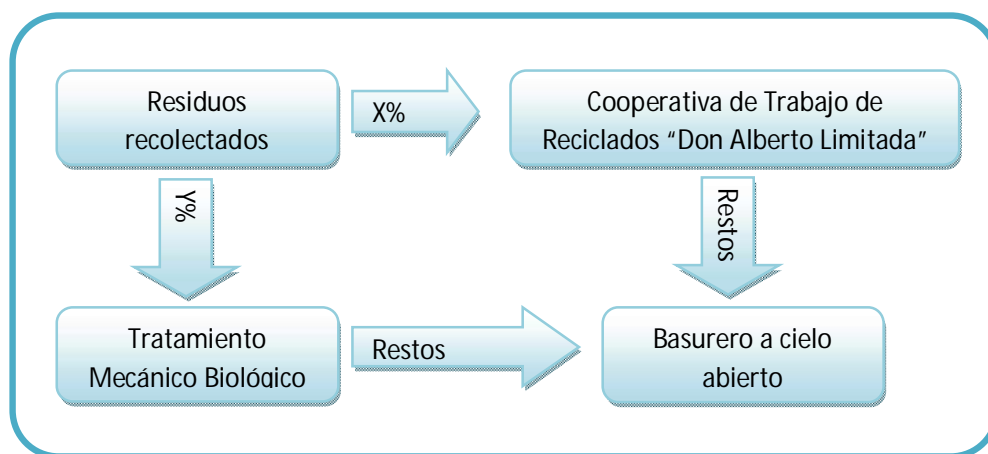 Residuos
recolectados
X%
Cooperativa de Trabajo de
Reciclados “Don Alberto Limitada”
Y%
Restos
Tratamiento
Mecánico Biológico
Restos
Basurero a cielo
abierto